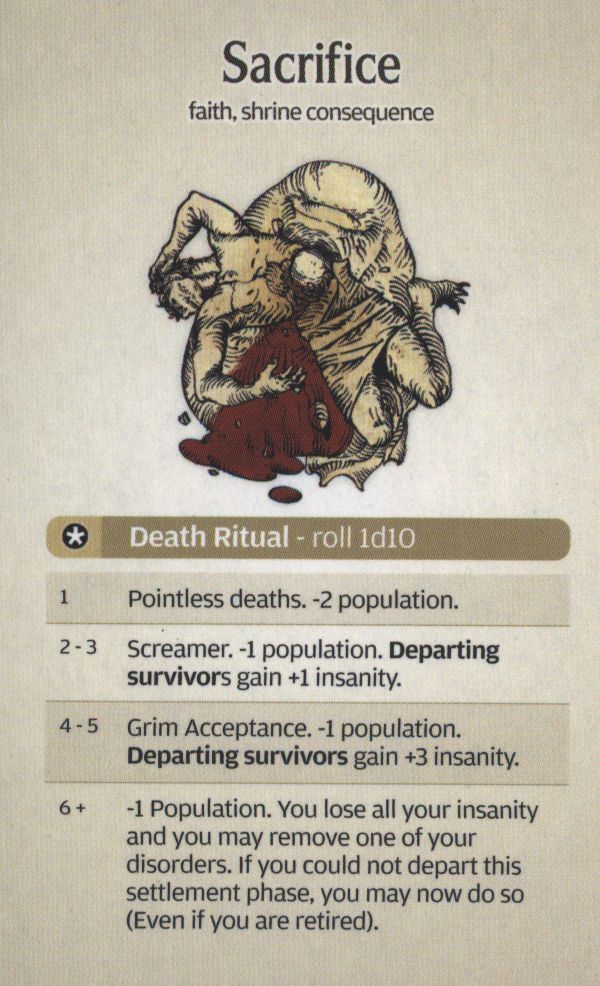 Sacrifice
faith, shrine consequence
Death Ritual - roll 1d10
1 Pointless deaths. -2 population.
2 - 3 Screamer. -1 population. Departing
survivors gain +1 insanity.
4 - 5 Grim Acceptance. -1 population.
Departing survivors gain +3 insanity.
6 + -1 Population. You lose all your insanity
and you may remove one of your
disorders. If you could not depart this
settlement phase, you may now do so
(Even if you are retired).